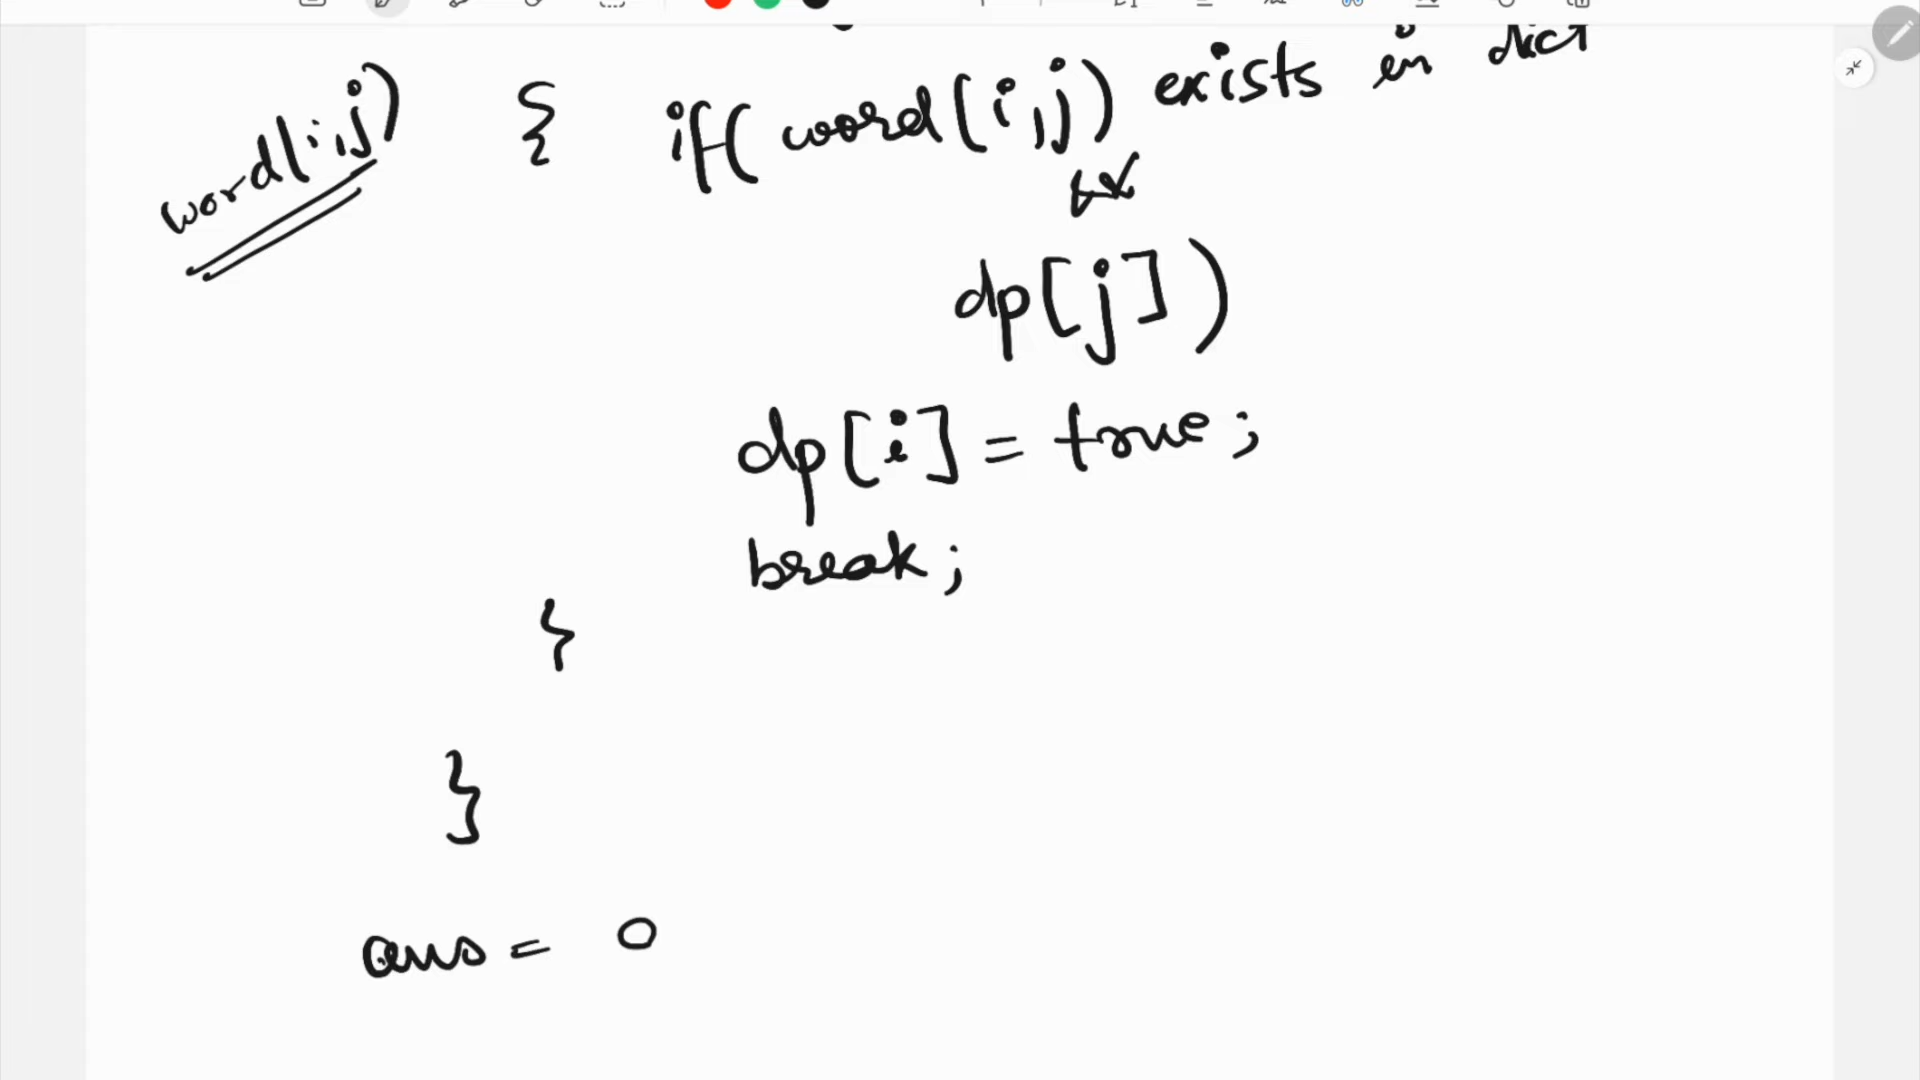 word(i,j)
{ if(word(i,j) exists in dict
&&
dp[j])
dp[i] = true;
break;
}
}
ans = 0